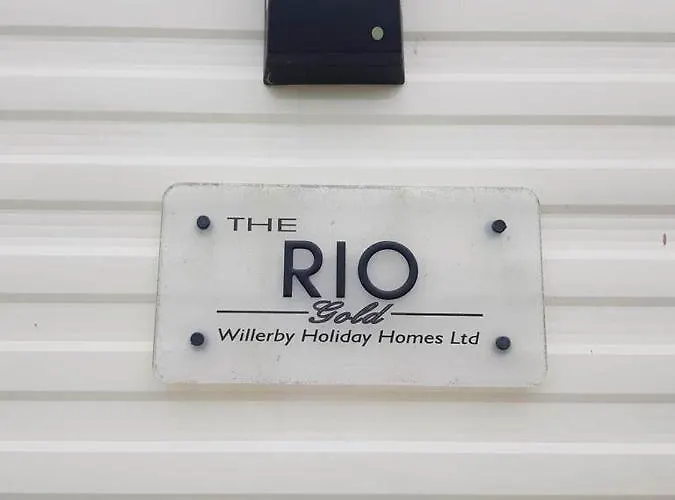 THE
RIO
Gold
Willerby Holiday Homes Ltd